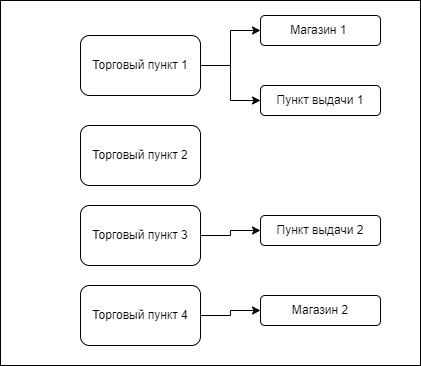 Магазин 1
Торговый пункт 1
Пункт выдачи 1
Торговый пункт 2
Торговый пункт 3
Пункт выдачи 2
Торговый пункт 4
Магазин 2